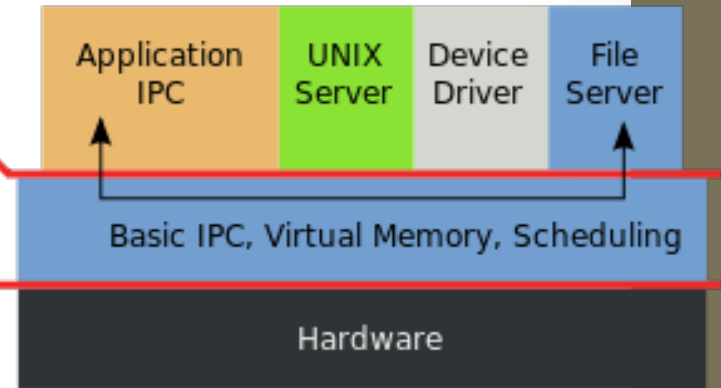 Application
IPC
UNIX
Server
Device
Driver
File
Server
Basic IPC, Virtual Memory, Scheduling
Hardware